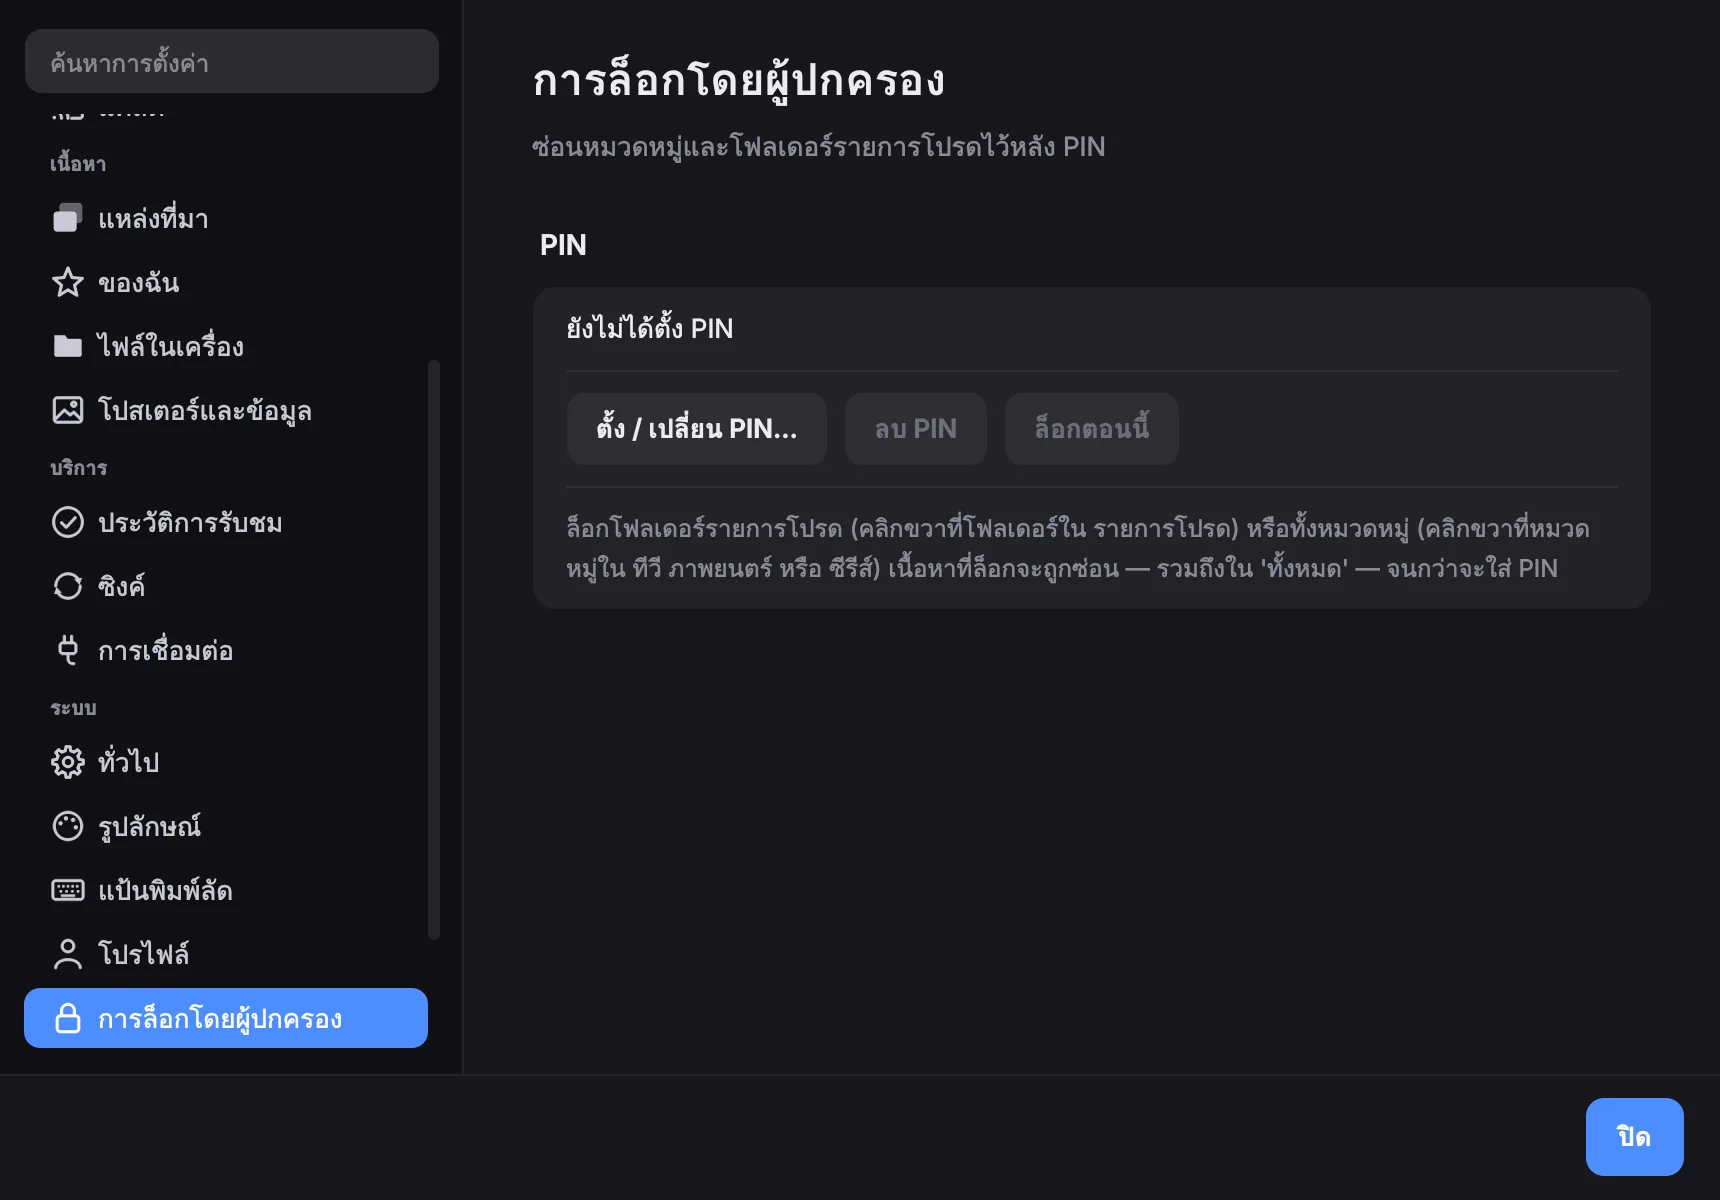 ค้นหาการตั้งค่า
เนื้อหา
แหล่งที่มา
ของฉัน
ไฟล์ในเครื่อง
โปสเตอร์และข้อมูล
บริการ
ประวัติการรับชม
ซิงค์
การเชื่อมต่อ
ระบบ
ทั่วไป
รูปลักษณ์
แป้นพิมพ์ลัด
โปรไฟล์
การล็อกโดยผู้ปกครอง
การล็อกโดยผู้ปกครอง
ซ่อนหมวดหมู่และโฟลเดอร์รายการโปรดไว้หลัง PIN
PIN
ยังไม่ได้ตั้ง PIN
ตั้ง / เปลี่ยน PIN...
ลบ PIN
ล็อกตอนนี้
ล็อกโฟลเดอร์รายการโปรด (คลิกขวาที่โฟลเดอร์ใน รายการโปรด) หรือทั้งหมวดหมู่ (คลิกขวาที่หมวด
หมู่ใน ทีวี ภาพยนตร์ หรือ ซีรีส์) เนื้อหาที่ล็อกจะถูกซ่อน — รวมถึงใน 'ทั้งหมด' — จนกว่าจะใส่ PIN
ปิด